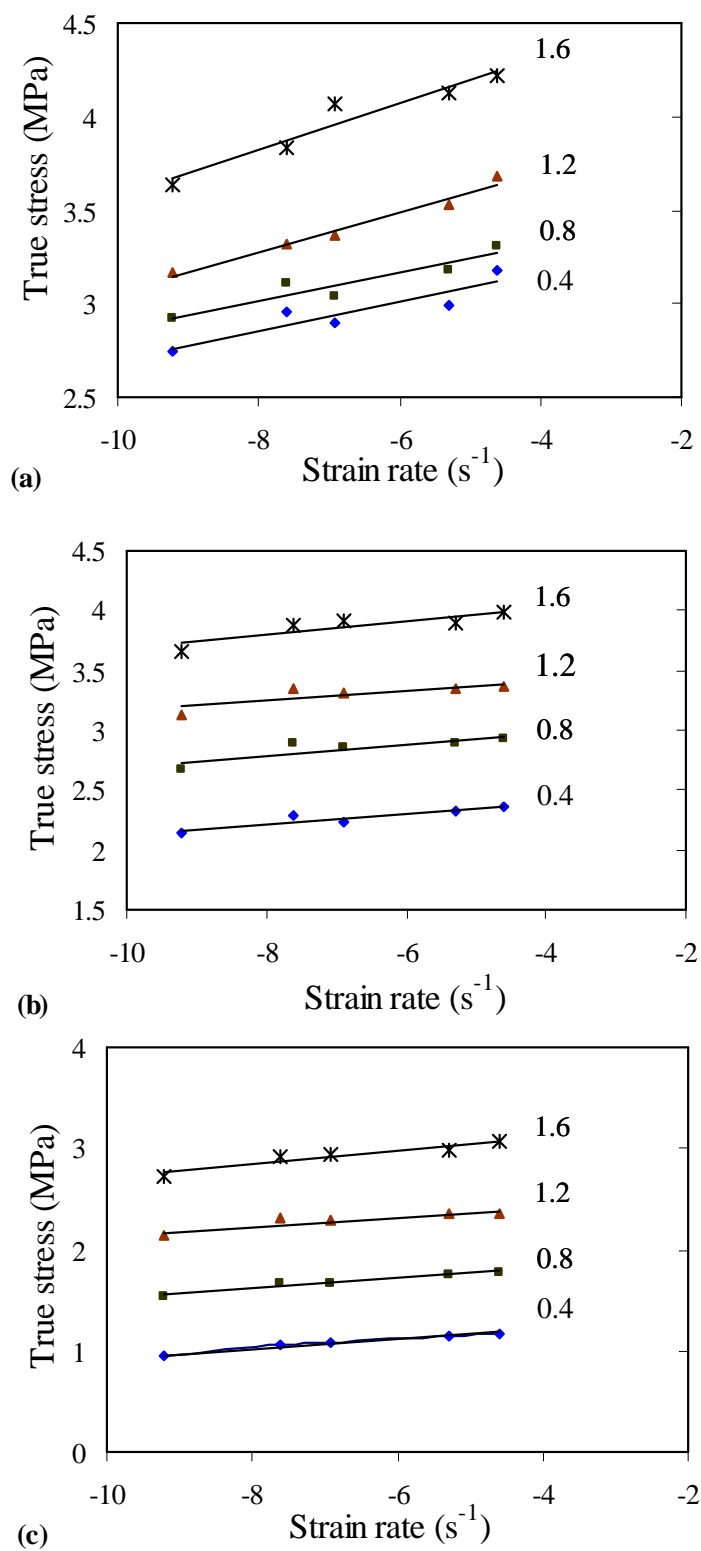 4.5
4
3.5
3
2.5
True stress (MPa)
1.6
1.2
0.8
0.4
-10 -8 -6 -4 -2
Strain rate (s⁻¹)
(a)
4.5
4
3.5
3
2.5
2
1.5
True stress (MPa)
1.6
1.2
0.8
0.4
-10 -8 -6 -4 -2
Strain rate (s⁻¹)
(b)
4
3
2
1
0
True stress (MPa)
1.6
1.2
0.8
0.4
-10 -8 -6 -4 -2
Strain rate (s⁻¹)
(c)